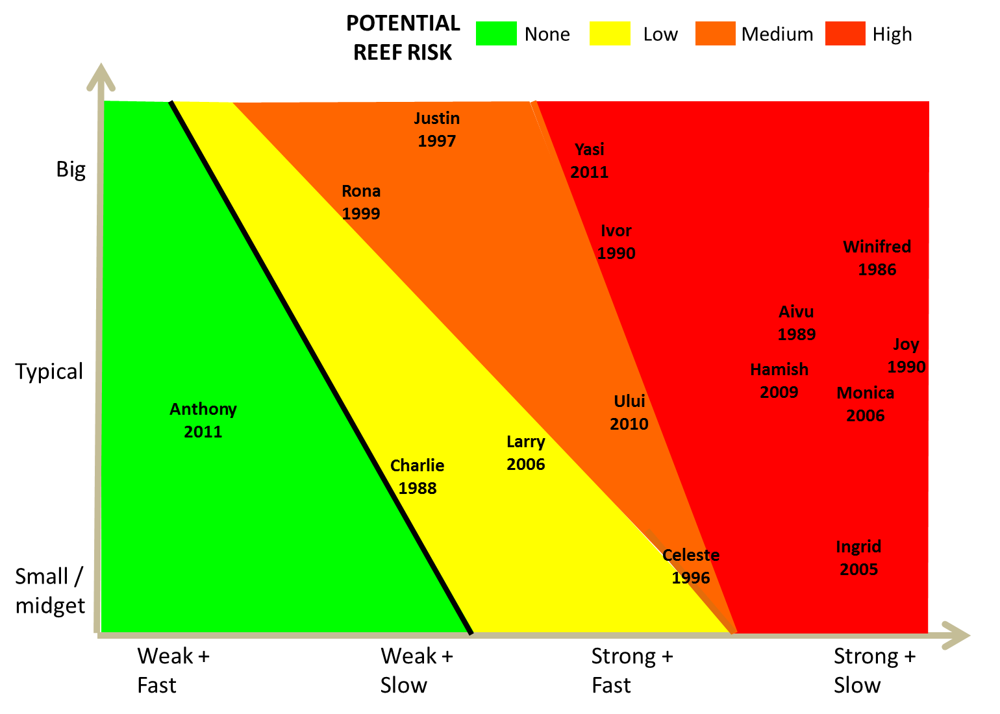 POTENTIAL
REEF RISK
None
Low
Medium
High
Big
Typical
Small /
midget
Justin
1997
Yasi
2011
Rona
1999
Ivor
1990
Winifred
1986
Aivu
1989
Joy
1990
Hamish
2009
Monica
2006
Anthony
2011
Ului
2010
Larry
2006
Charlie
1988
Celeste
1996
Ingrid
2005
Weak +
Fast
Weak +
Slow
Strong +
Fast
Strong +
Slow